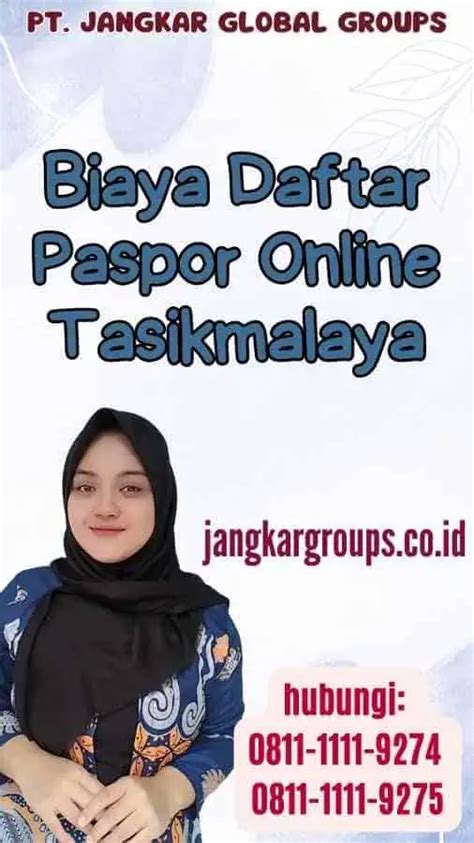 PT. JANGKAR GLOBAL GROUPS
Biaya Daftar
Paspor Online
Tasikmalaya
jangkargroups.co.id
hubungi:
0811-1111-9274
0811-1111-9275